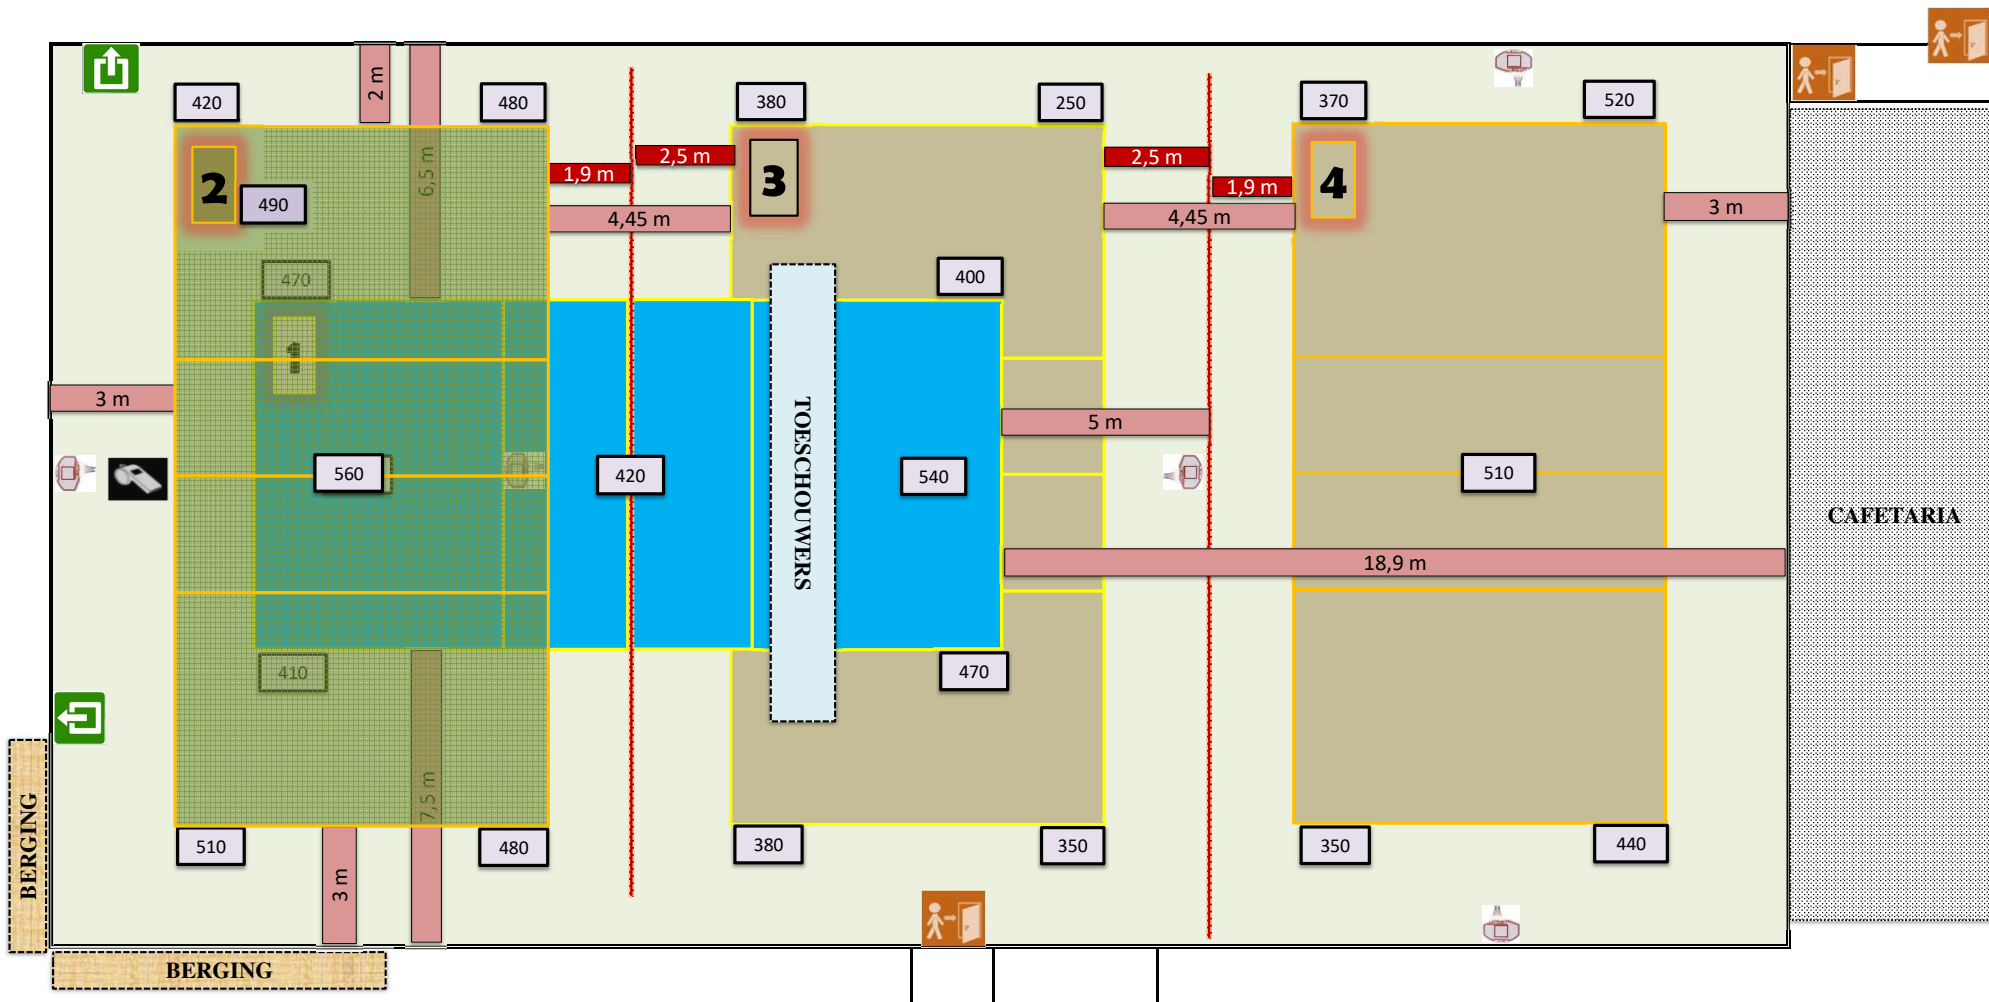 420
2 m
480
380
250
370
520
2
490
6,5 m
1,9 m
2,5 m
3
2,5 m
1,9 m
4
4,45 m
4,45 m
3 m
470
400
1
3 m
5 m
560
420
TOESCHOUWERS
540
510
CAFETARIA
18,9 m
410
470
7,5 m
510
3 m
480
380
350
350
440
BERGING
BERGING